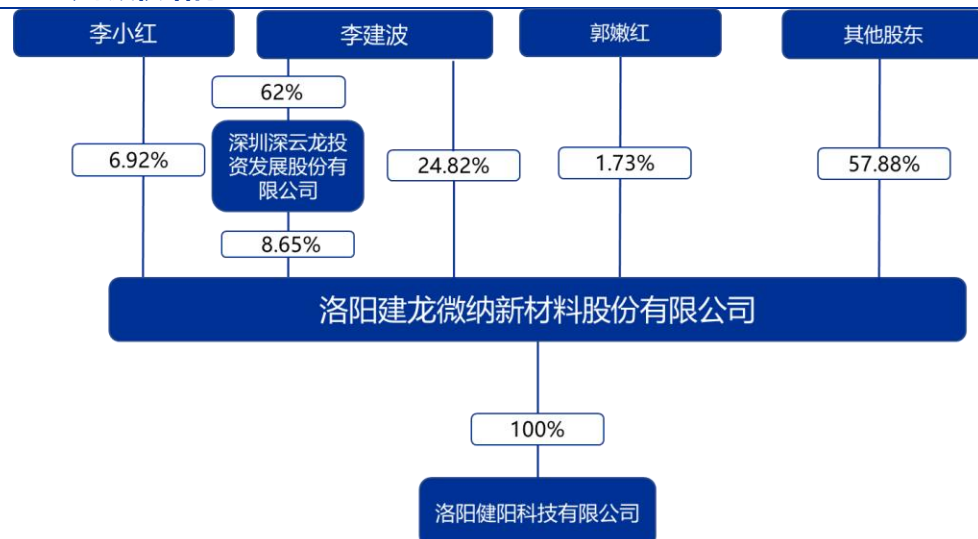 李小红
李建波
郭嫩红
其他股东
62%
深圳深云龙投
资发展股份有
限公司
6.92%
24.82%
1.73%
57.88%
8.65%
洛阳建龙微纳新材料股份有限公司
100%
洛阳健阳科技有限公司